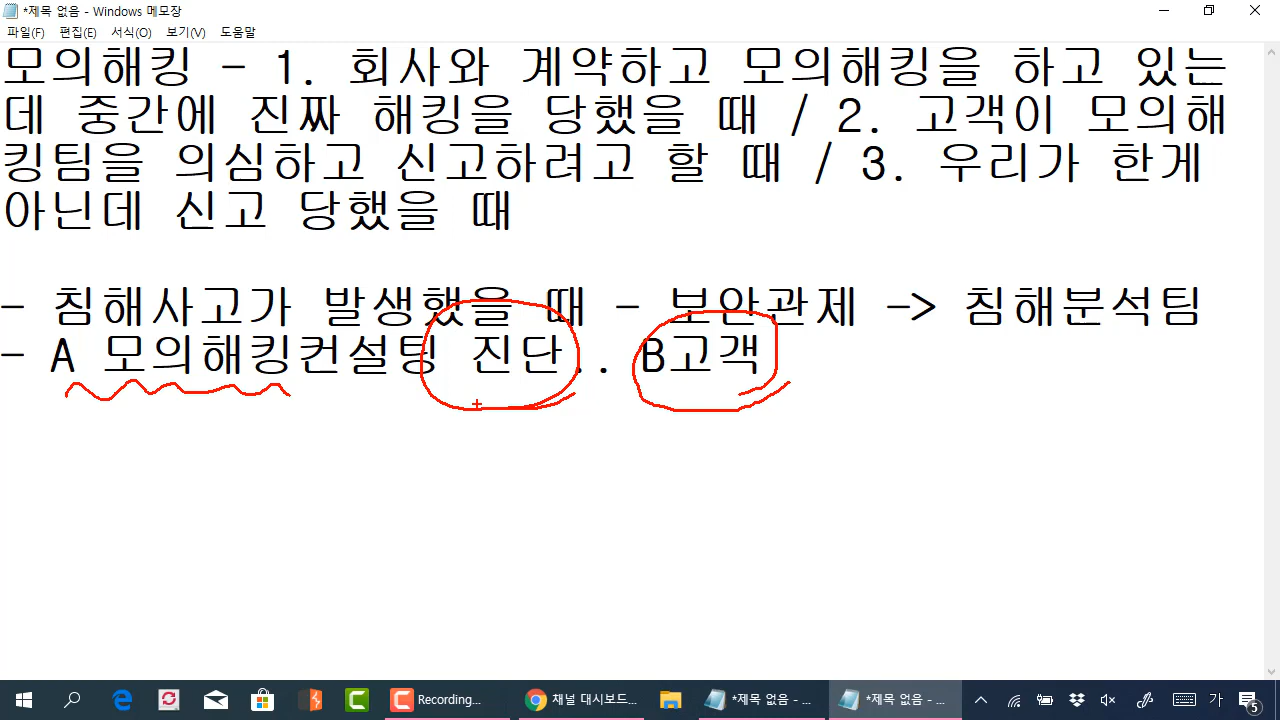 *제목 없음 - Windows 메모장
파일(F) 편집(E) 서식(O) 보기(V) 도움말
모의해킹 - 1. 회사와 계약하고 모의해킹을 하고 있는
데 중간에 진짜 해킹을 당했을 때 / 2. 고객이 모의해
킹팀을 의심하고 신고하려고 할 때 / 3. 우리가 한게
아닌데 신고 당했을 때
- 침해사고가 발생했을 때 - 보안관제 -> 침해분석팀
- A 모의해킹컨설팅 진단.. B고객
Recording... 채널 대시보드... *제목 없음 - ... *제목 없음 - ... 가 5